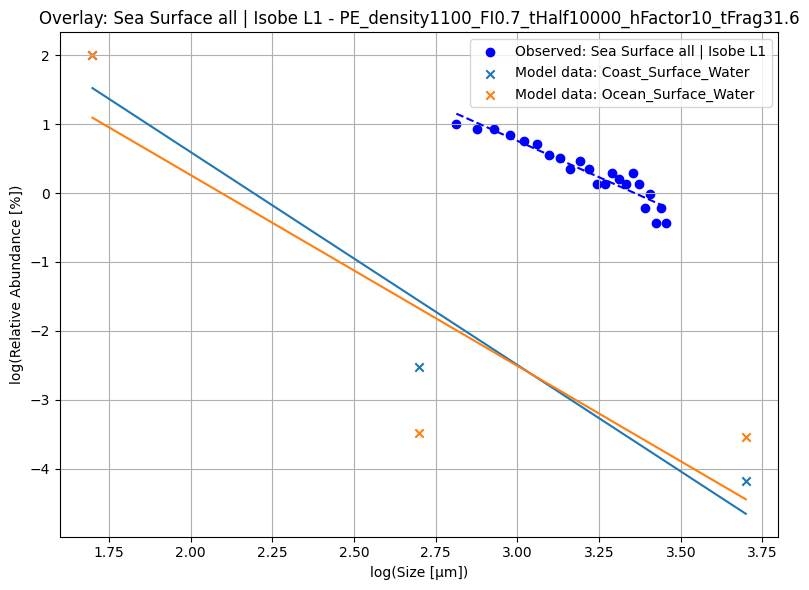 Overlay: Sea Surface all | Isobe L1 - PE_density1100_FI0.7_tHalf10000_hFactor10_tFrag31.6
Observed: Sea Surface all | Isobe L1
Model data: Coast_Surface_Water
Model data: Ocean_Surface_Water
log(Relative Abundance [%])
2
1
0
−1
−2
−3
−4
1.75
2.00
2.25
2.50
2.75
3.00
3.25
3.50
3.75
log(Size [μm])